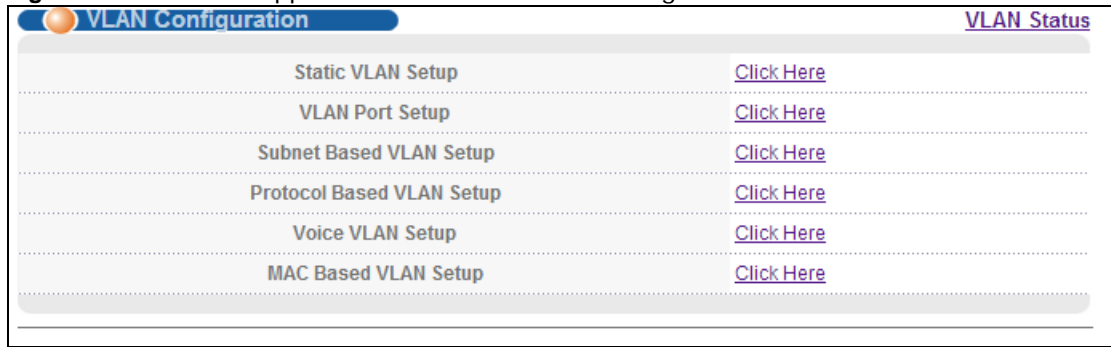 VLAN Configuration VLAN Status
Static VLAN Setup Click Here
VLAN Port Setup Click Here
Subnet Based VLAN Setup Click Here
Protocol Based VLAN Setup Click Here
Voice VLAN Setup Click Here
MAC Based VLAN Setup Click Here